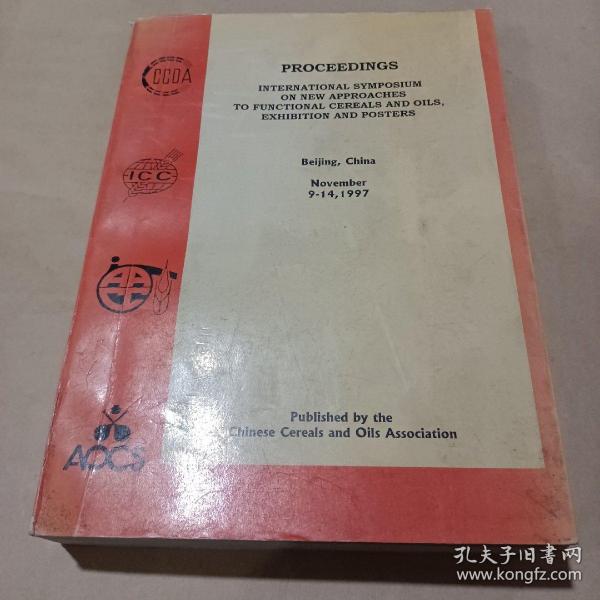 CCOA
PROCEEDINGS
INTERNATIONAL SYMPOSIUM
ON NEW APPROACHES
TO FUNCTIONAL CEREALS AND OILS,
EXHIBITION AND POSTERS
ICC
Beijing, China
November
9-14, 1997
AOCS
Published by the
Chinese Cereals and Oils Association
孔夫子旧书网
www.kongfz.com